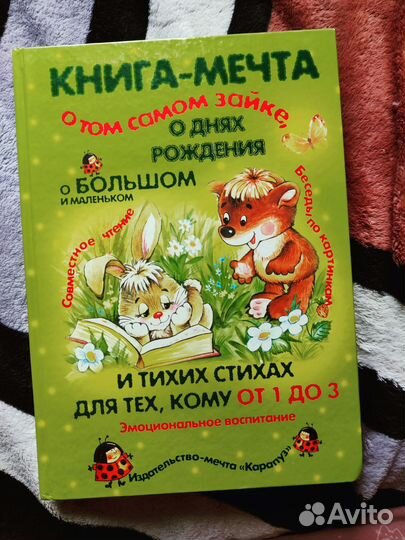 КНИГА-МЕЧТА
О ТОМ САМОМ ЗАЙКЕ,
О ДНЯХ
РОЖДЕНИЯ
О БОЛЬШОМ
И МАЛЕНЬКОМ
Совместное чтение
Беседы по картинкам
И ТИХИХ СТИХАХ
ДЛЯ ТЕХ, КОМУ ОТ 1 ДО 3
Эмоциональное воспитание
Издательство-мечта «Карапуз»
Avito